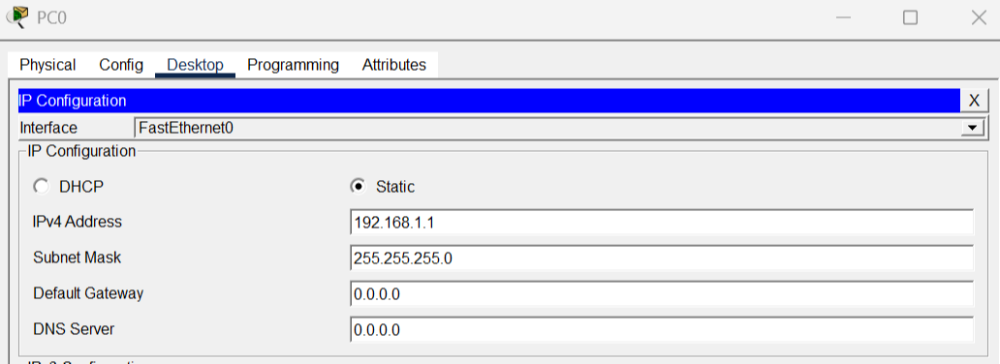 PC0
Physical Config Desktop Programming Attributes
IP Configuration X
Interface FastEthernet0
IP Configuration
DHCP Static
IPv4 Address 192.168.1.1
Subnet Mask 255.255.255.0
Default Gateway 0.0.0.0
DNS Server 0.0.0.0